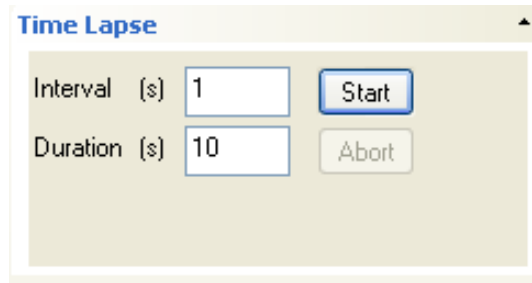 Time Lapse
Interval (s) 1 Start
Duration (s) 10 Abort